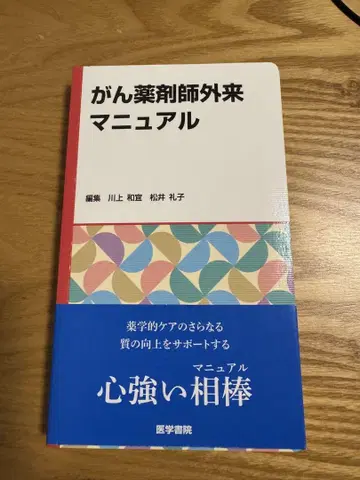 がん薬剤師外来
マニュアル
編集 川上 和宜 松井 礼子
薬学的ケアのさらなる
質の向上をサポートする
マニュアル
心強い相棒
医学書院